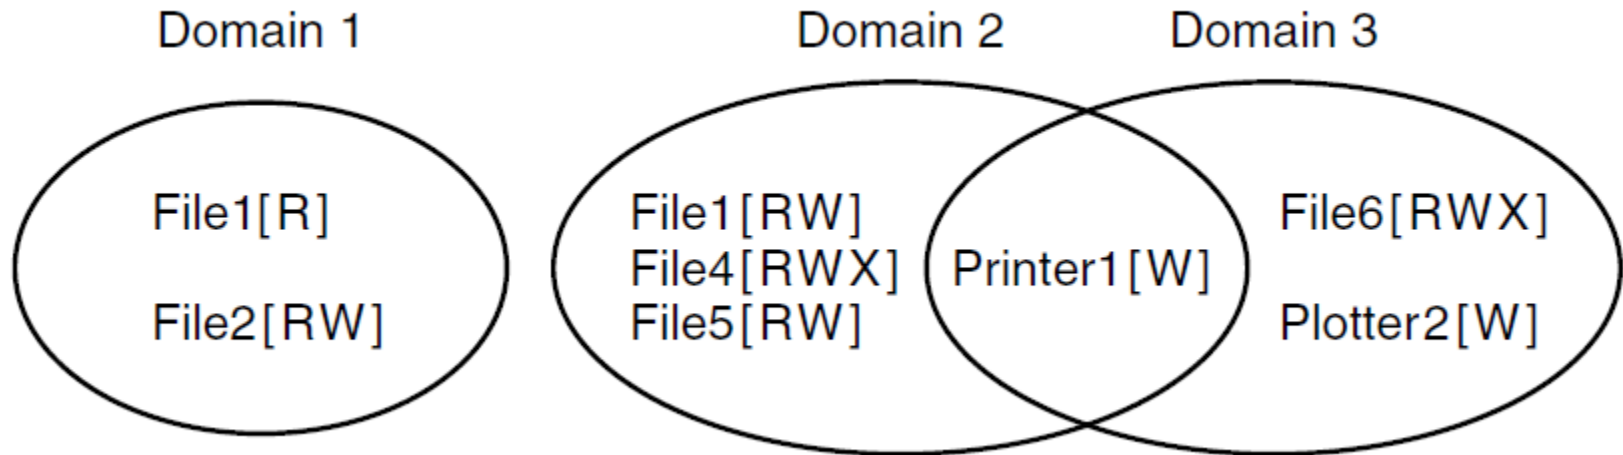 Domain 1
Domain 2
Domain 3
File1[R]
File2[RW]
File1[RW]
File4[RWX]
File5[RW]
Printer1[W]
File6[RWX]
Plotter2[W]